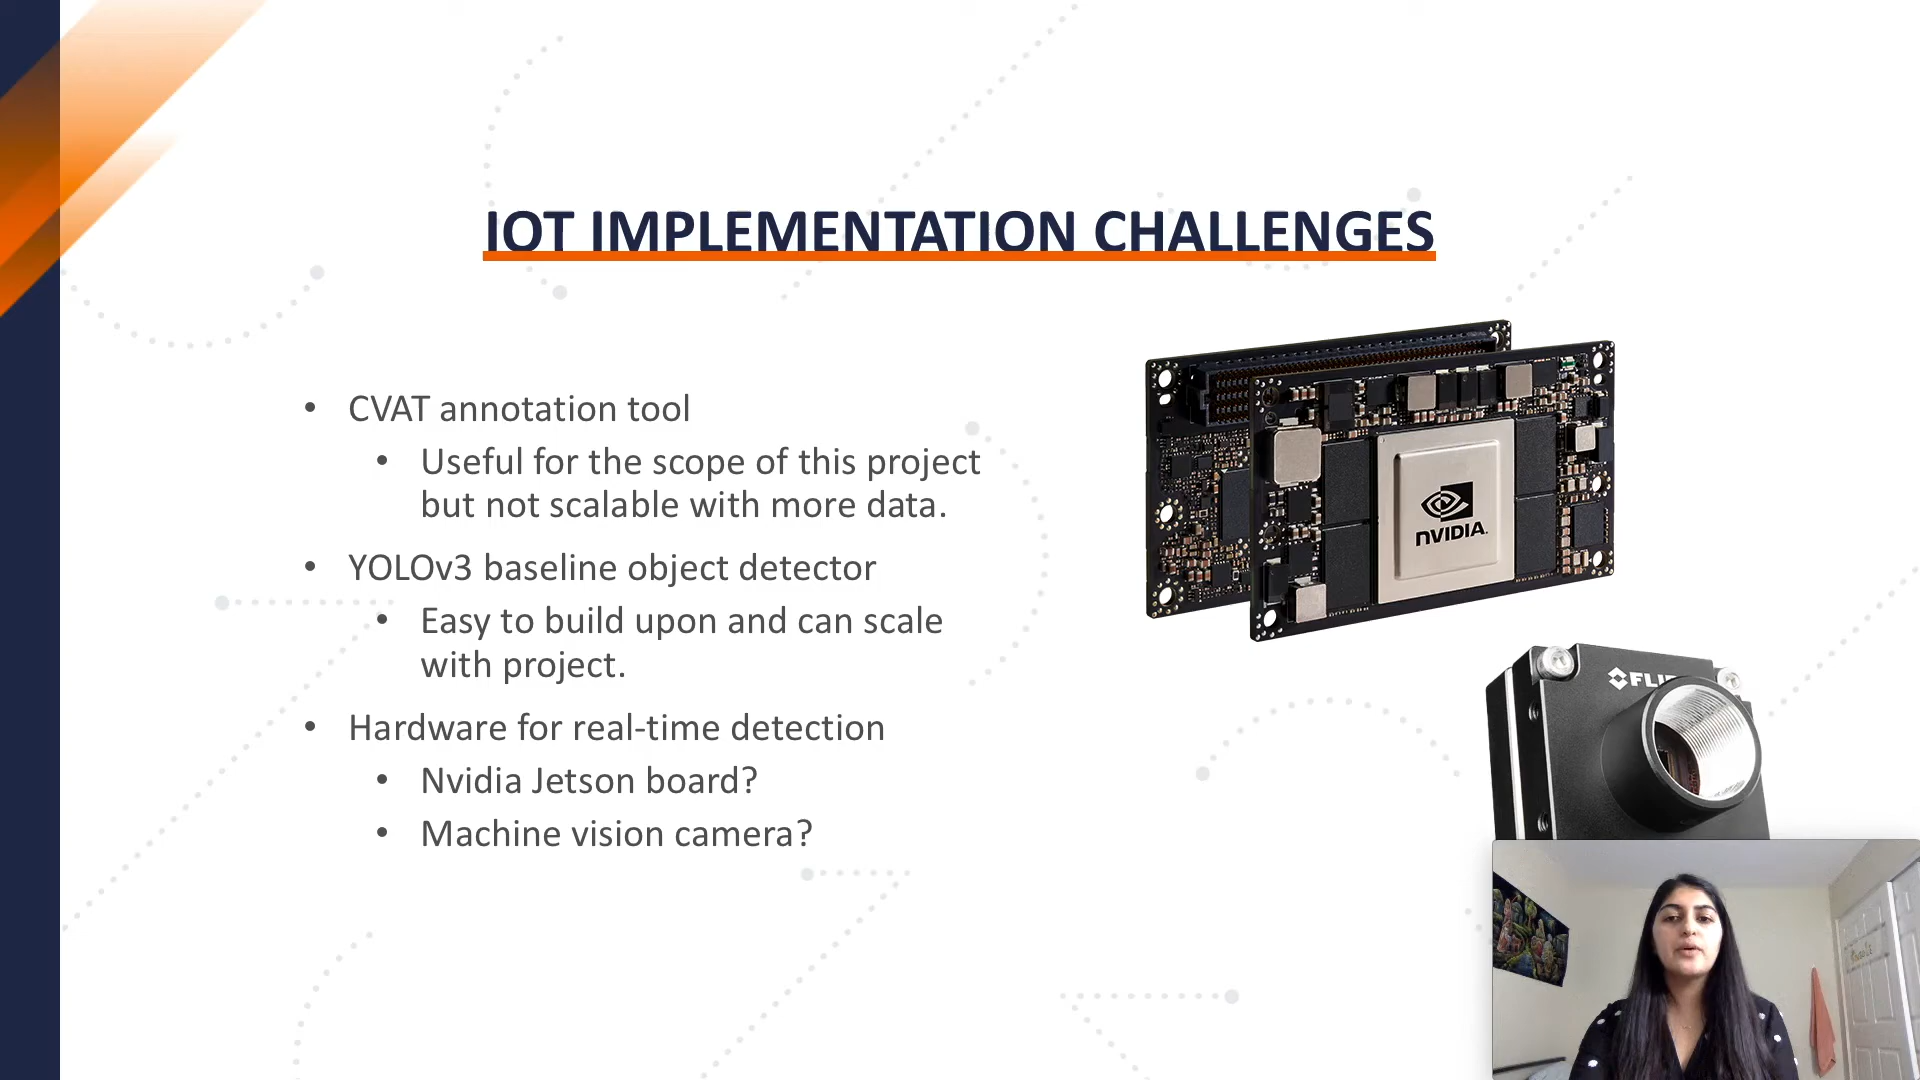 IOT IMPLEMENTATION CHALLENGES
• CVAT annotation tool
• Useful for the scope of this project
but not scalable with more data.
• YOLOv3 baseline object detector
• Easy to build upon and can scale
with project.
• Hardware for real-time detection
• Nvidia Jetson board?
• Machine vision camera?
NVIDIA.